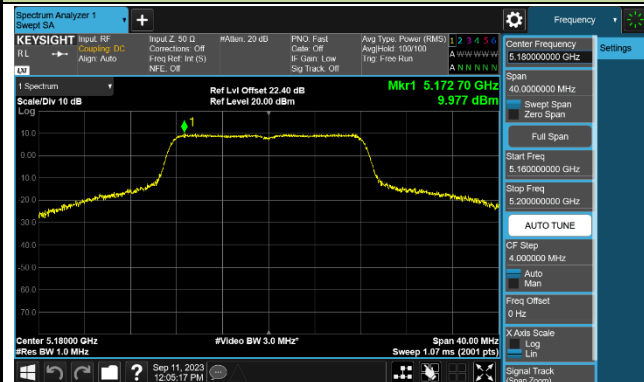 Spectrum Analyzer 1
Swept SA
+
Frequency
KEYSIGHT
RL
LXI
Input: RF
Coupling: DC
Align: Auto
Input Z: 50 Ω
Corrections: Off
Freq Ref: Int (S)
NFE: Off
#Atten: 20 dB
PNO: Fast
Gate: Off
IF Gain: Low
Sig Track: Off
Avg Type: Power (RMS)
Avg|Hold: 100/100
Trig: Free Run
1 2 3 4 5 6
A W W W W W
A N N N N N
1 Spectrum
Scale/Div 10 dB
Log
Ref Lvl Offset 22.40 dB
Ref Level 20.00 dBm
Mkr1 5.172 70 GHz
9.977 dBm
1
10.0
0.00
-10.0
-20.0
-30.0
-40.0
-50.0
-60.0
-70.0
Center 5.18000 GHz
#Res BW 1.0 MHz
#Video BW 3.0 MHz*
Span 40.00 MHz
Sweep 1.07 ms (2001 pts)
Sep 11, 2023
12:05:17 PM
Center Frequency
5.180000000 GHz
Settings
Span
40.0000000 MHz
Swept Span
Zero Span
Full Span
Start Freq
5.160000000 GHz
Stop Freq
5.200000000 GHz
AUTO TUNE
CF Step
4.000000 MHz
Auto
Man
Freq Offset
0 Hz
X Axis Scale
Log
Lin
Signal Track
(Span Zoom)